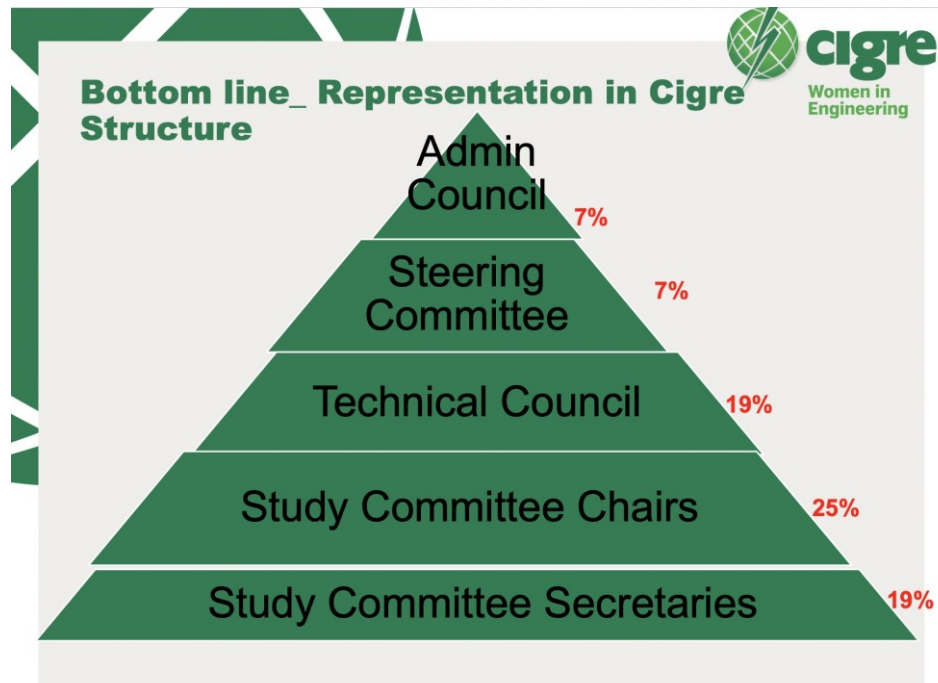 cigre
Women in
Engineering
Bottom line_ Representation in Cigre
Structure
Admin
Council
7%
Steering
Committee
7%
Technical Council
19%
Study Committee Chairs
25%
Study Committee Secretaries
19%